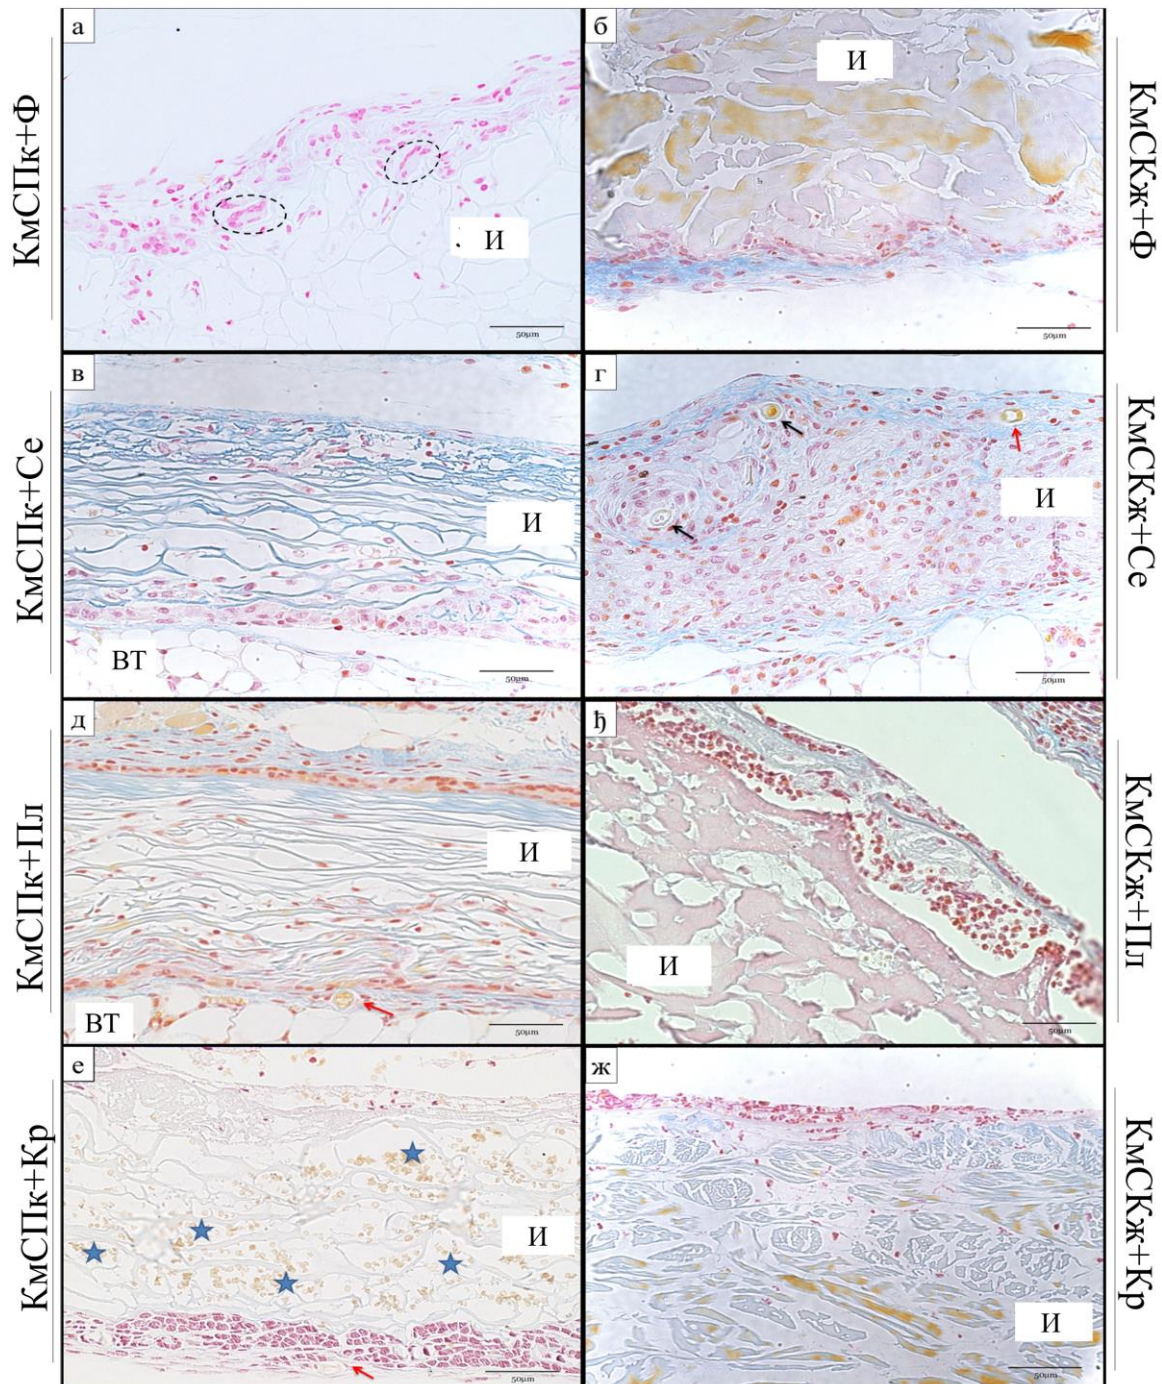 а
б
И
И
КмСПк+Ф
КмСКж+Ф
50µm
50µm
в
г
И
И
КмСПк+Се
КмСКж+Се
ВТ
50µm
50µm
д
ђ
И
И
КмСПк+Пл
КмСКж+Пл
ВТ
50µm
50µm
е
ж
И
И
КмСПк+Кр
КмСКж+Кр
50µm
50µm